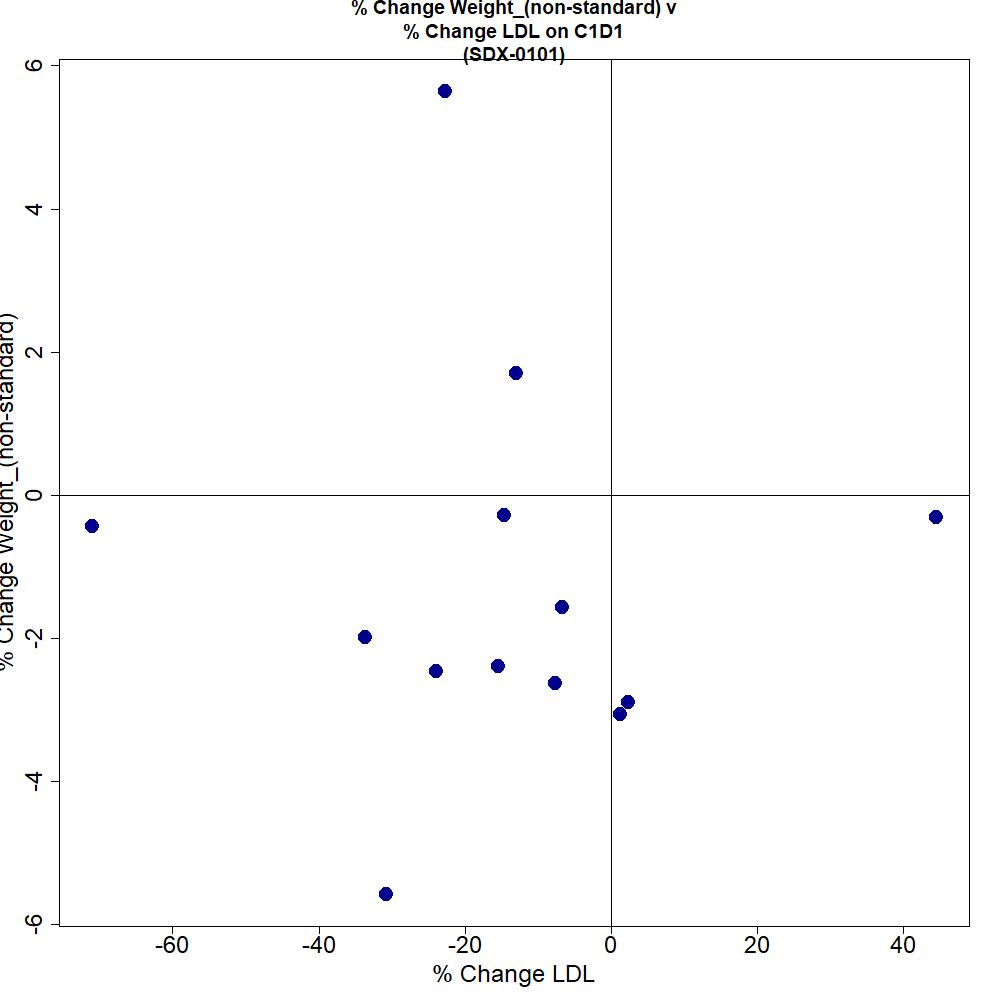 % Change Weight_(non-standard) v
% Change LDL on C1D1
(SDX-0101)
% Change Weight_(non-standard)
6
4
2
0
-2
-4
-6
-60
-40
-20
0
20
40
% Change LDL